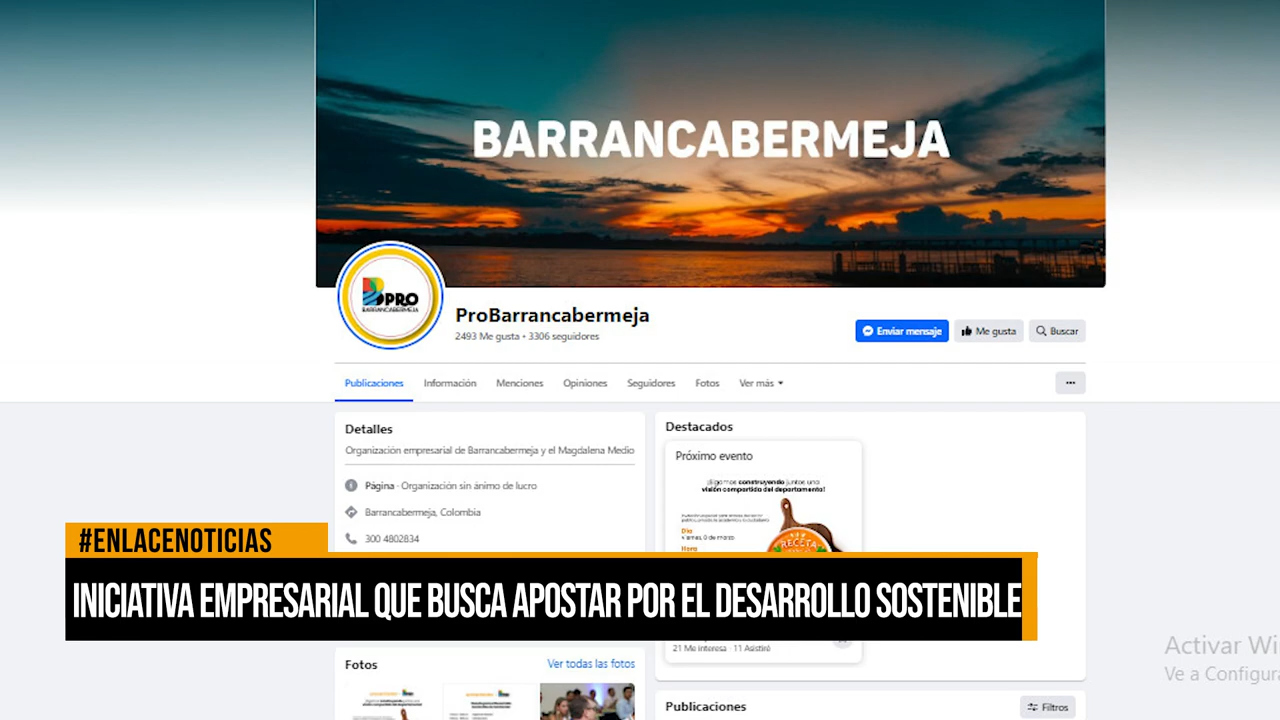 BARRANCABERMEJA
PRO
BARRANCABERMEJA
ProBarrancabermeja
2493 Me gusta • 3306 seguidores
Enviar mensaje
Me gusta
Buscar
Publicaciones
Información
Menciones
Opiniones
Seguidores
Fotos
Ver más
Detalles
Organización empresarial de Barrancabermeja y el Magdalena Medio
Página · Organización sin ánimo de lucro
Barrancabermeja, Colombia
300 4802834
Destacados
Próximo evento
¡Sigamos construyendo juntos una
visión compartida del departamento!
Día
Hora
RECETA
#ENLACENOTICIAS
INICIATIVA EMPRESARIAL QUE BUSCA APOSTAR POR EL DESARROLLO SOSTENIBLE
21 Me interesa · 11 Asistiró
Activar Wi
Ve a Configura
Fotos
Ver todas las fotos
Publicaciones
Filtros